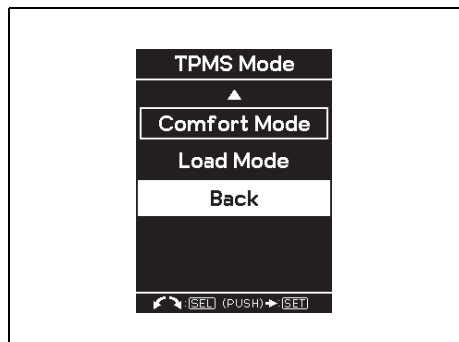 TPMS Mode
Comfort Mode
Load Mode
Back
:SEL (PUSH)➔:SET